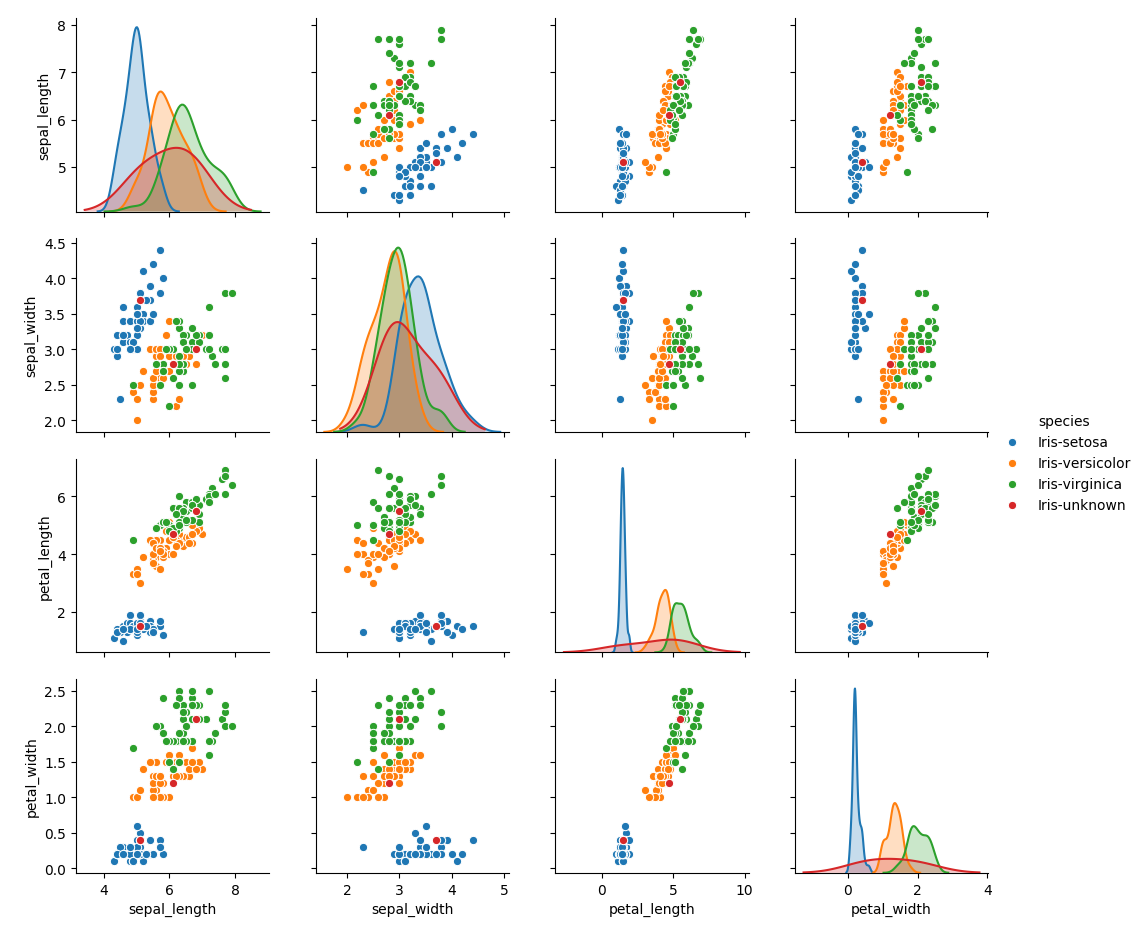 8
7
6
5
sepal_length
4.5
4.0
3.5
3.0
2.5
2.0
sepal_width
species
Iris-setosa
Iris-versicolor
Iris-virginica
Iris-unknown
6
4
2
petal_length
2.5
2.0
1.5
1.0
0.5
0.0
petal_width
4 6 8 2 3 4 5 0 5 10 0 2 4
sepal_length sepal_width petal_length petal_width